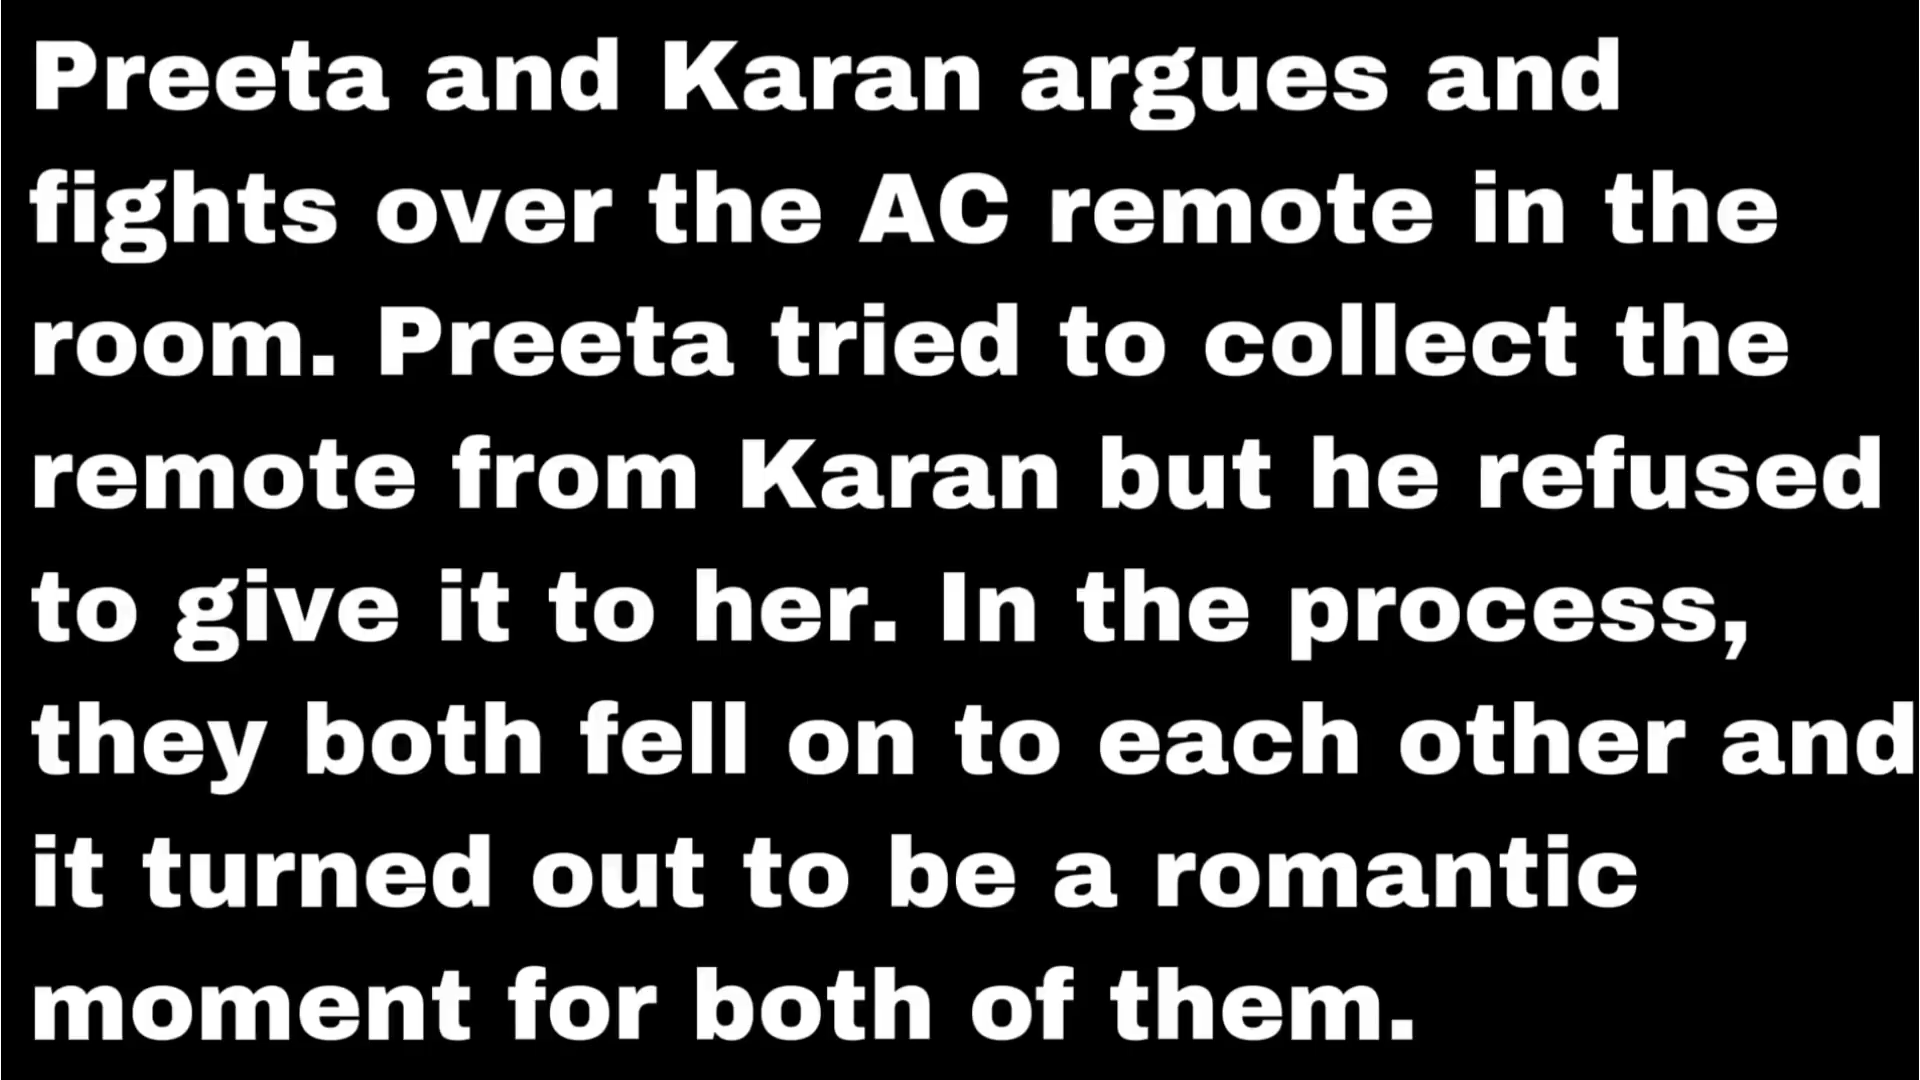 Preeta and Karan argues and
fights over the AC remote in the
room. Preeta tried to collect the
remote from Karan but he refused
to give it to her. In the process,
they both fell on to each other and
it turned out to be a romantic
moment for both of them.